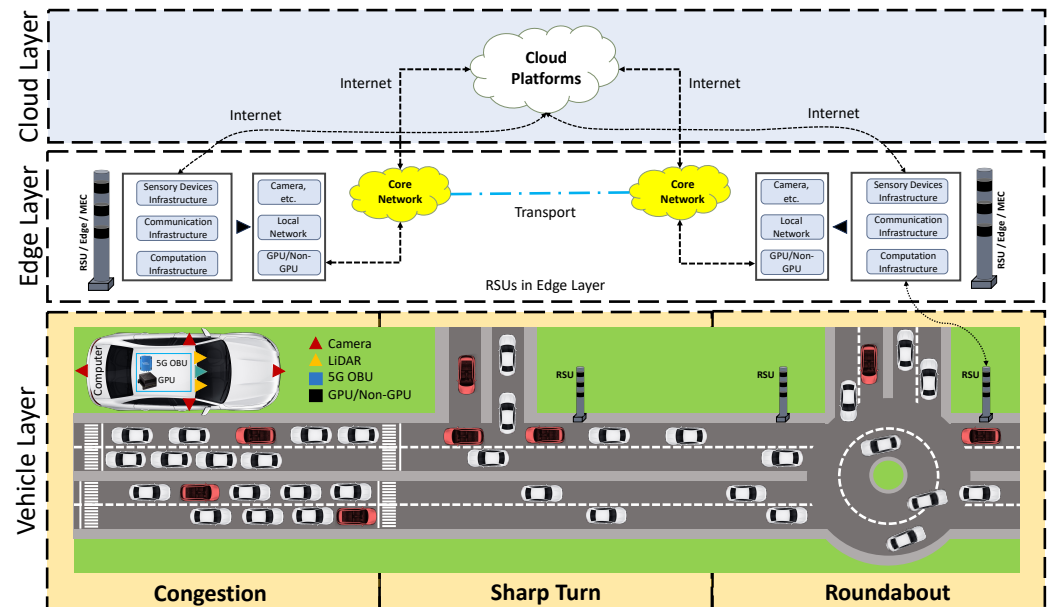 Cloud Layer
Cloud
Platforms
Internet
Internet
Internet
Internet
Edge Layer
RSU / Edge / MEC
Sensory Devices
Infrastructure
Communication
Infrastructure
Computation
Infrastructure
Camera,
etc.
Local
Network
GPU/Non-
GPU
Core
Network
Transport
Core
Network
Camera,
etc.
Local
Network
GPU/Non-
GPU
Sensory Devices
Infrastructure
Communication
Infrastructure
Computation
Infrastructure
RSU / Edge / MEC
RSUs in Edge Layer
Vehicle Layer
Computer
5G OBU
GPU
Camera
LiDAR
5G OBU
GPU/Non-GPU
RSU
RSU
RSU
Congestion
Sharp Turn
Roundabout